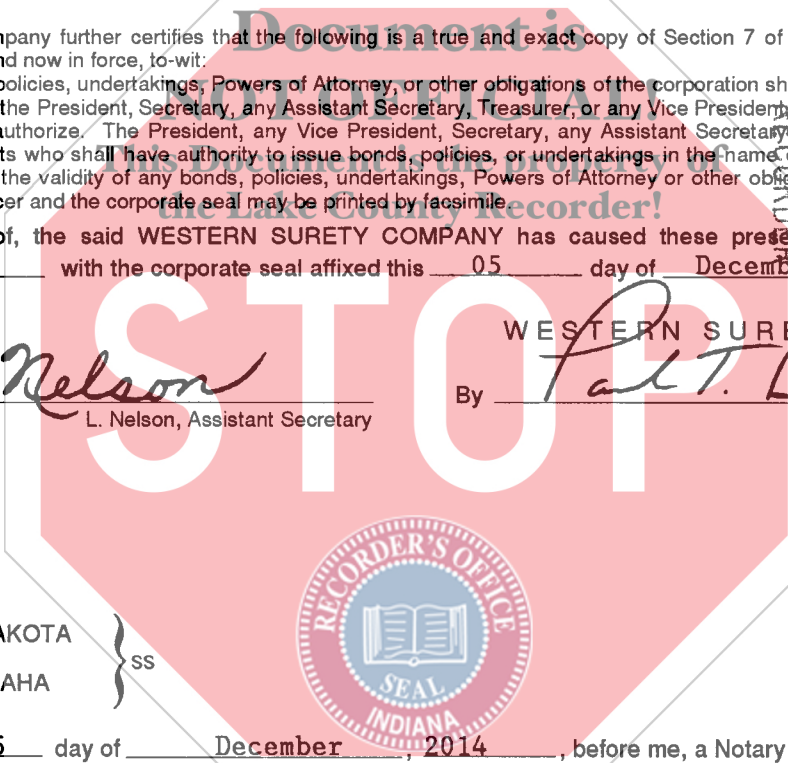 Document is
mpany further certifies that the following is a true and exact copy of Section 7 of
nd now in force, to-wit:
policies, undertakings, Powers of Attorney, or other obligations of the corporation sh
NOT OFFICIAL!
the President, Secretary, any Assistant Secretary, Treasurer, or any Vice President
authorize. The President, any Vice President, Secretary, any Assistant Secretary
ts who shall have authority to issue bonds, policies, or undertakings in the name
This Document is the property of
the validity of any bonds, policies, undertakings, Powers of Attorney or other oblig
cer and the corporate seal may be printed by facsimile.
the Lake County Recorder!
of, the said WESTERN SURETY COMPANY has caused these prese
with the corporate seal affixed this 05 day of Decemb
STOP
WESTERN SURE
Nelson
By Paul T.
L. Nelson, Assistant Secretary
RECORDER'S OFFICE
SEAL
INDIANA
AKOTA
SS
AHA
day of December, 2014, before me, a Notary